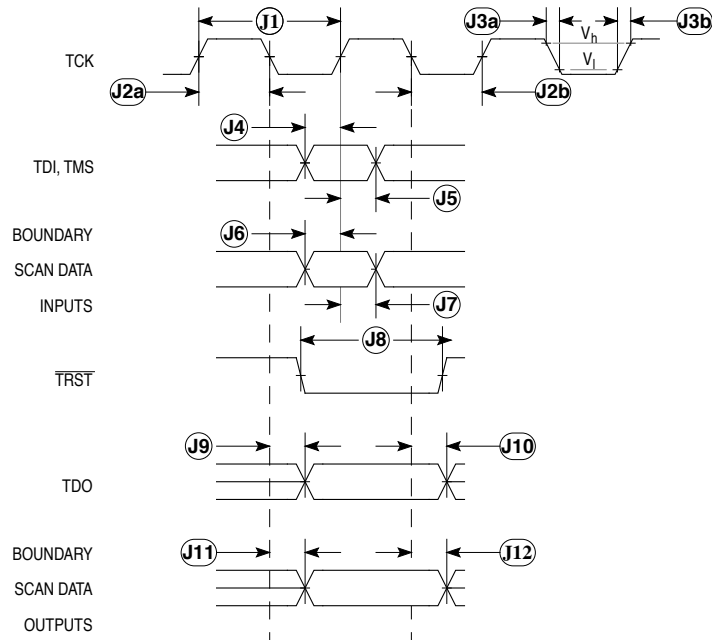 J1
J3a
J3b
TCK
Vh
Vl
J2a
J2b
J4
TDI, TMS
J5
BOUNDARY
J6
SCAN DATA
INPUTS
J7
J8
TRST
J9
J10
TDO
BOUNDARY
J11
J12
SCAN DATA
OUTPUTS